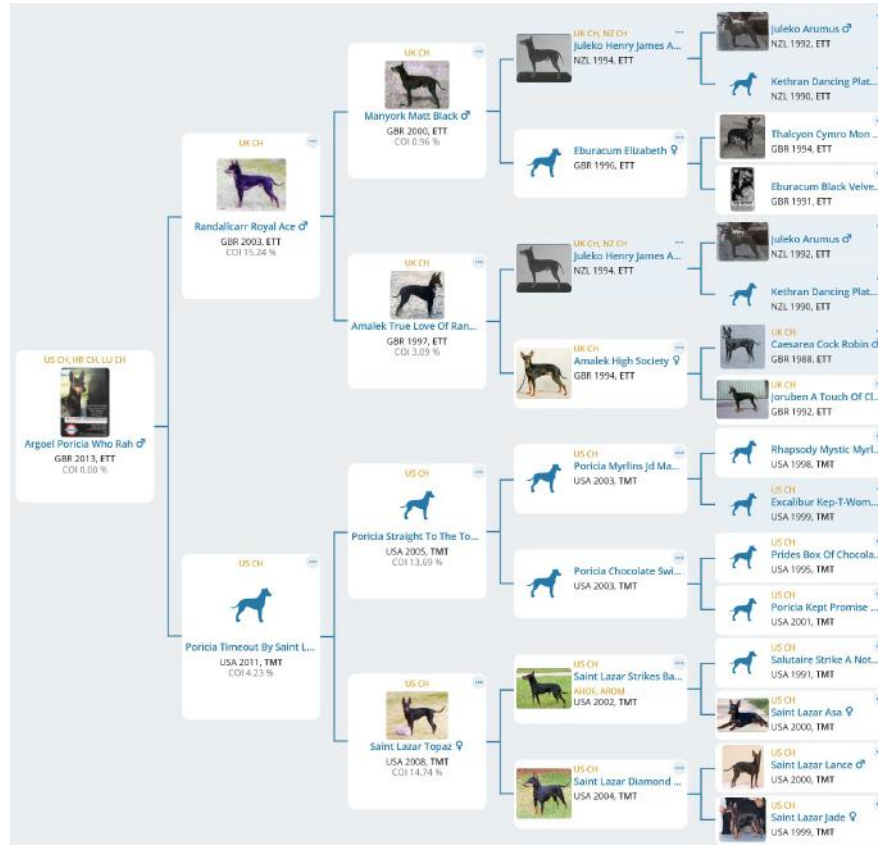 US CH, HR CH, LU CH
Argoel Poricia Who Rah ♂
GBR 2013, ETT
COI 0.00 %
UK CH
Randallcarr Royal Ace ♂
GBR 2003, ETT
COI 15.24 %
US CH
Poricia Timeout By Saint L...
USA 2011, TMT
COI 4.23 %
UK CH
Manyork Matt Black ♂
GBR 2000, ETT
COI 0.96 %
Amalek True Love Of Ran...
GBR 1997, ETT
COI 3.09 %
US CH
Poricia Straight To The To...
USA 2005, TMT
COI 13.69 %
US CH
Saint Lazar Topaz ♀
USA 2008, TMT
COI 14.74 %
UK CH, NZ CH
Juleko Henry James A...
NZL 1994, ETT
Eburacum Elizabeth ♀
GBR 1996, ETT
UK CH, NZ CH
Juleko Henry James A...
NZL 1994, ETT
UK CH
Amalek High Society ♀
GBR 1994, ETT
US CH
Poricia Myrlins Jd Ma...
USA 2003, TMT
Poricia Chocolate Swi...
USA 2003, TMT
US CH
Saint Lazar Strikes Ba...
AHOF, AROM
USA 2002, TMT
US CH
Saint Lazar Diamond ...
USA 2004, TMT
Juleko Arumus ♂
NZL 1992, ETT
Kethran Dancing Plat...
NZL 1990, ETT
Thalcyon Cymro Mon ...
GBR 1994, ETT
Eburacum Black Velve...
GBR 1991, ETT
Juleko Arumus ♂
NZL 1992, ETT
Kethran Dancing Plat...
NZL 1990, ETT
UK CH
Caesarea Cock Robin ♂
GBR 1988, ETT
UK CH
Joruben A Touch Of Cl...
GBR 1992, ETT
Rhapsody Mystic Myrl...
USA 1998, TMT
US CH
Excalibur Kep-T-Wom...
USA 1999, TMT
US CH
Prides Box Of Chocola...
USA 1995, TMT
US CH
Poricia Kept Promise ...
USA 2001, TMT
US CH
Salutaire Strike A Not...
USA 1991, TMT
US CH
Saint Lazar Asa ♀
USA 2000, TMT
US CH
Saint Lazar Lance ♂
USA 2000, TMT
US CH
Saint Lazar Jade ♀
USA 1999, TMT